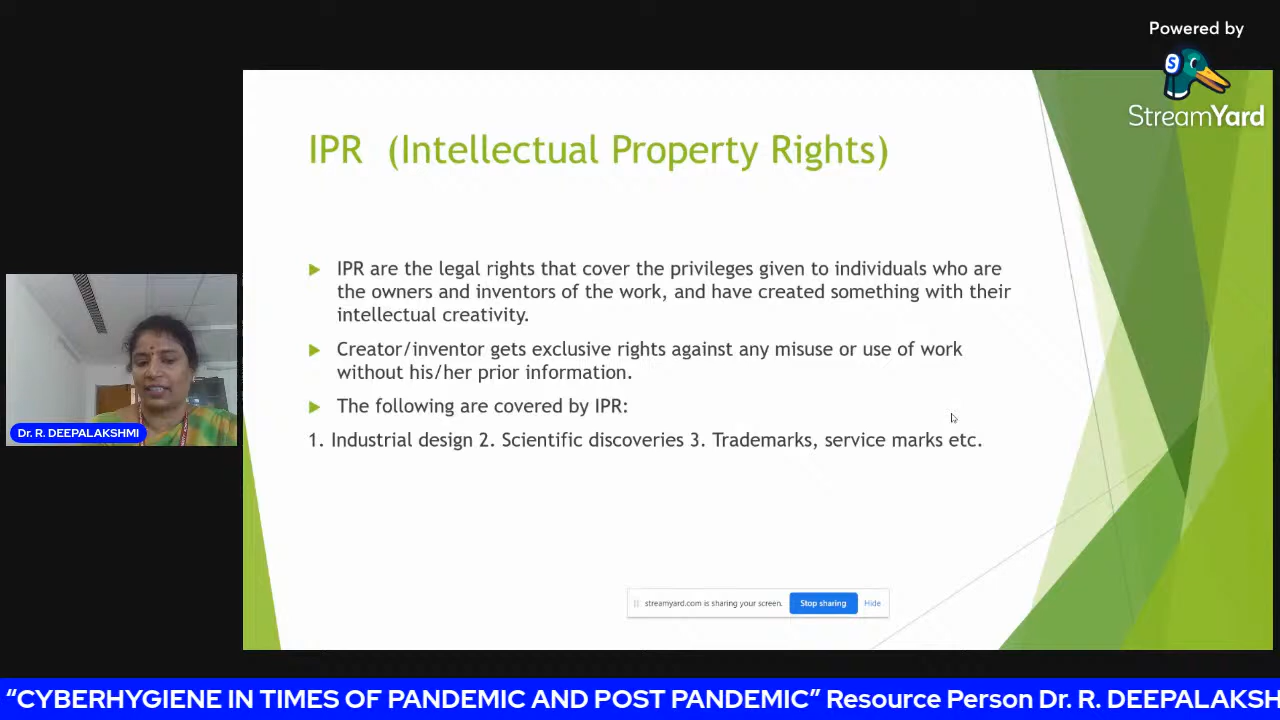 Powered by
StreamYard
IPR (Intellectual Property Rights)
IPR are the legal rights that cover the privileges given to individuals who are
the owners and inventors of the work, and have created something with their
intellectual creativity.
Creator/inventor gets exclusive rights against any misuse or use of work
without his/her prior information.
The following are covered by IPR:
1. Industrial design 2. Scientific discoveries 3. Trademarks, service marks etc.
Dr. R. DEEPALAKSHMI
streamyard.com is sharing your screen. Stop sharing Hide
“CYBERHYGIENE IN TIMES OF PANDEMIC AND POST PANDEMIC” Resource Person Dr. R. DEEPALAKSH